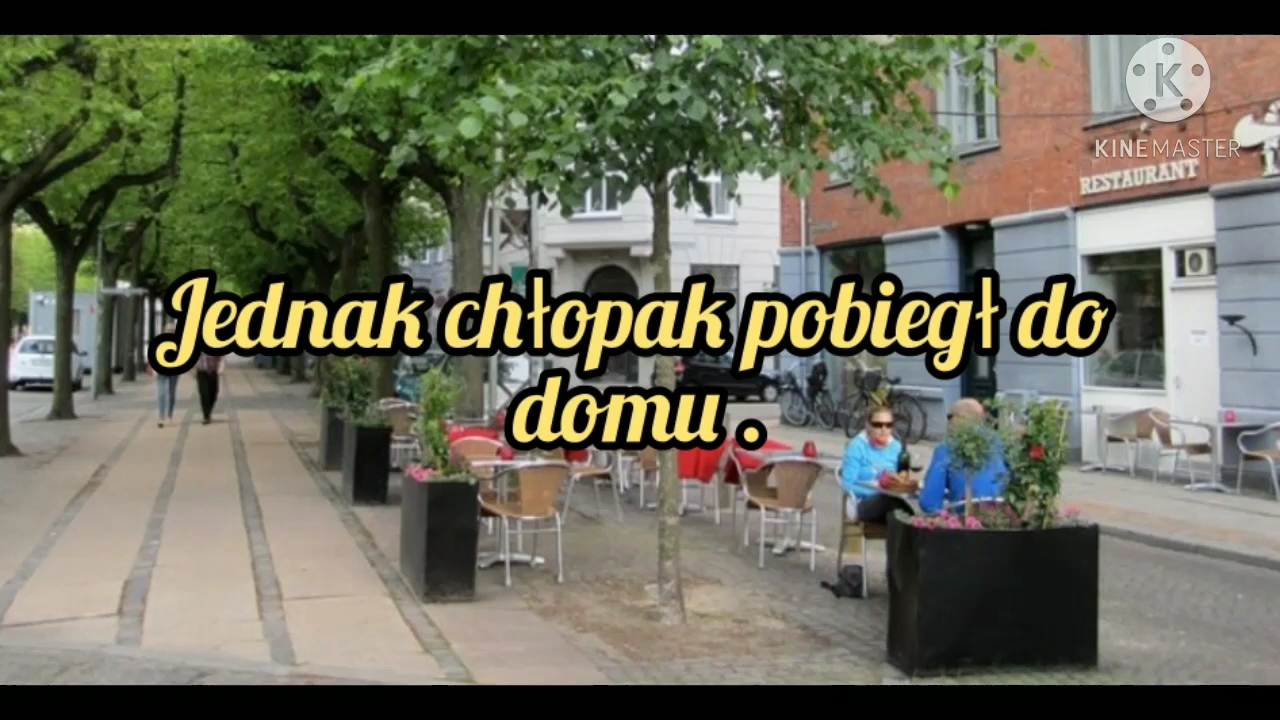 K
KINEMASTER
RESTAURANT
Jednak chłopak pobiegł do
domu .